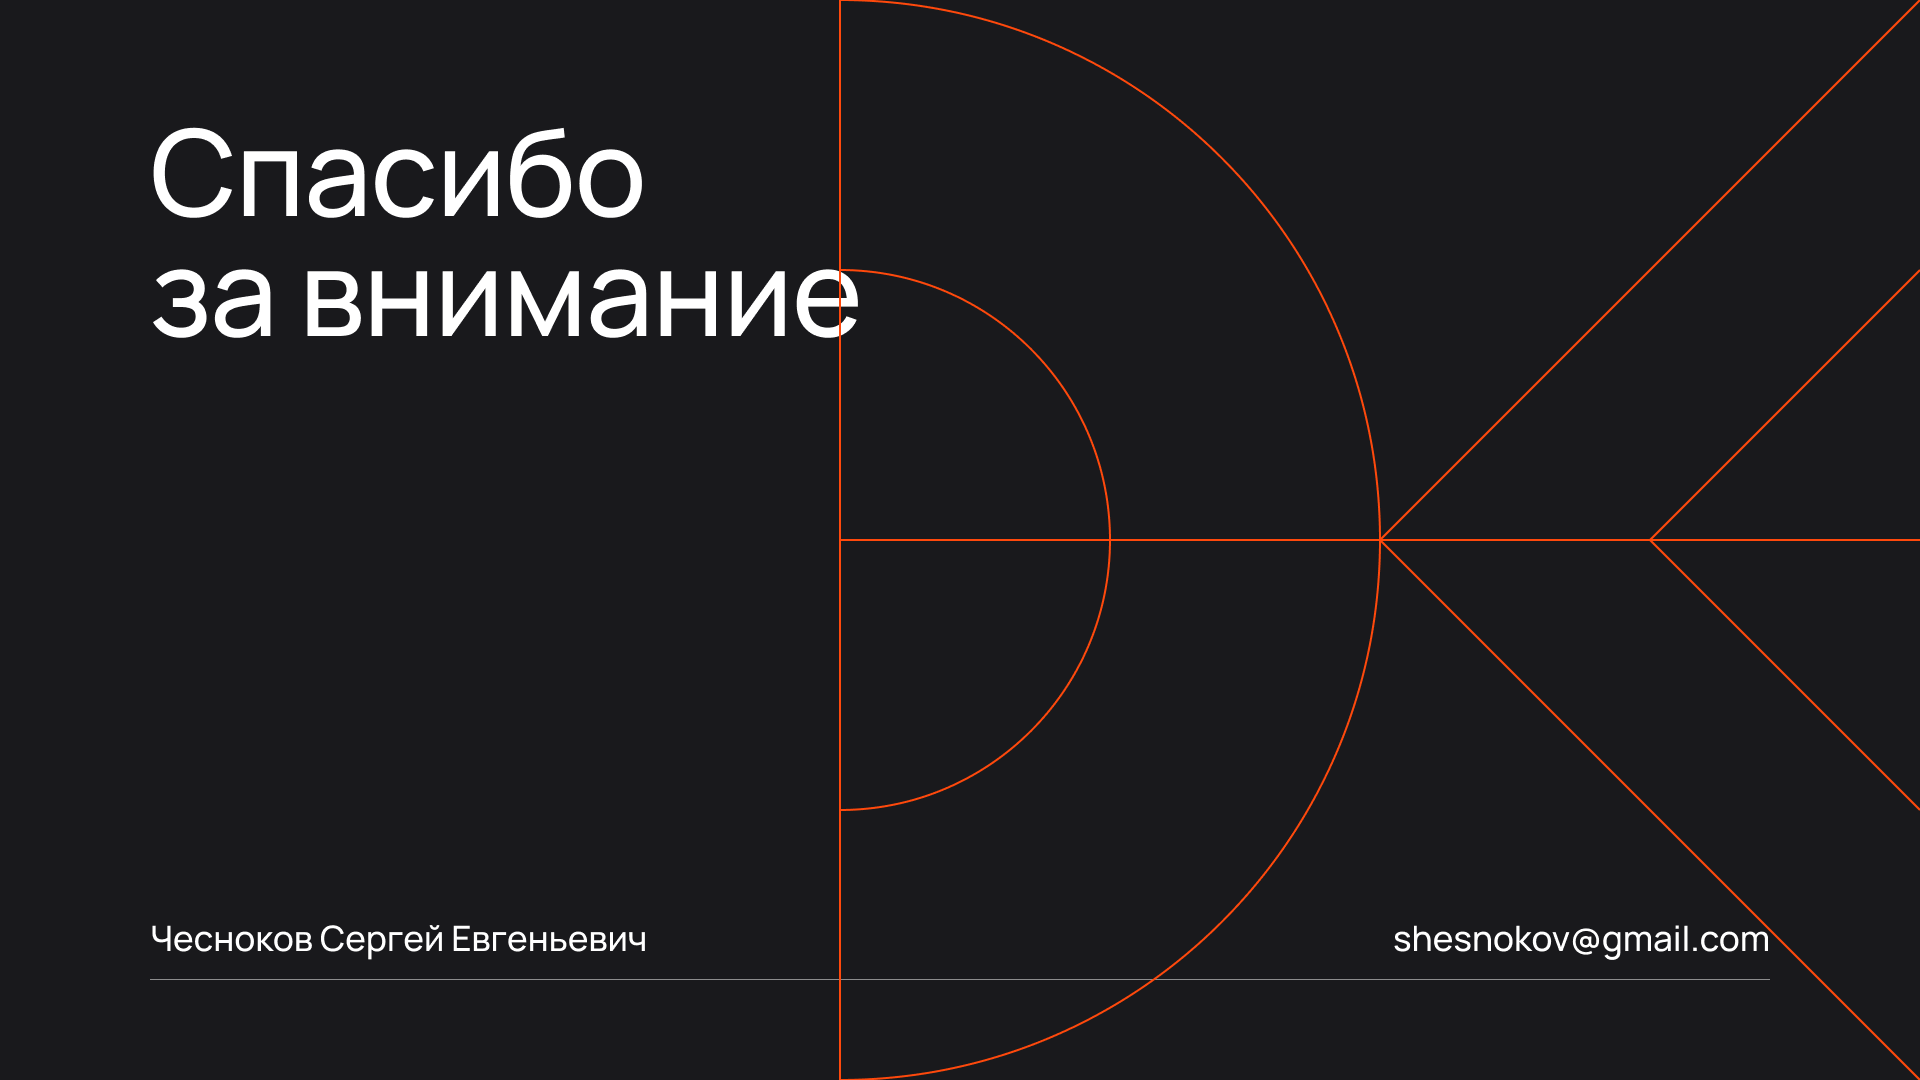 Спасибо
за внимание
Чесноков Сергей Евгеньевич
shesnokov@gmail.com